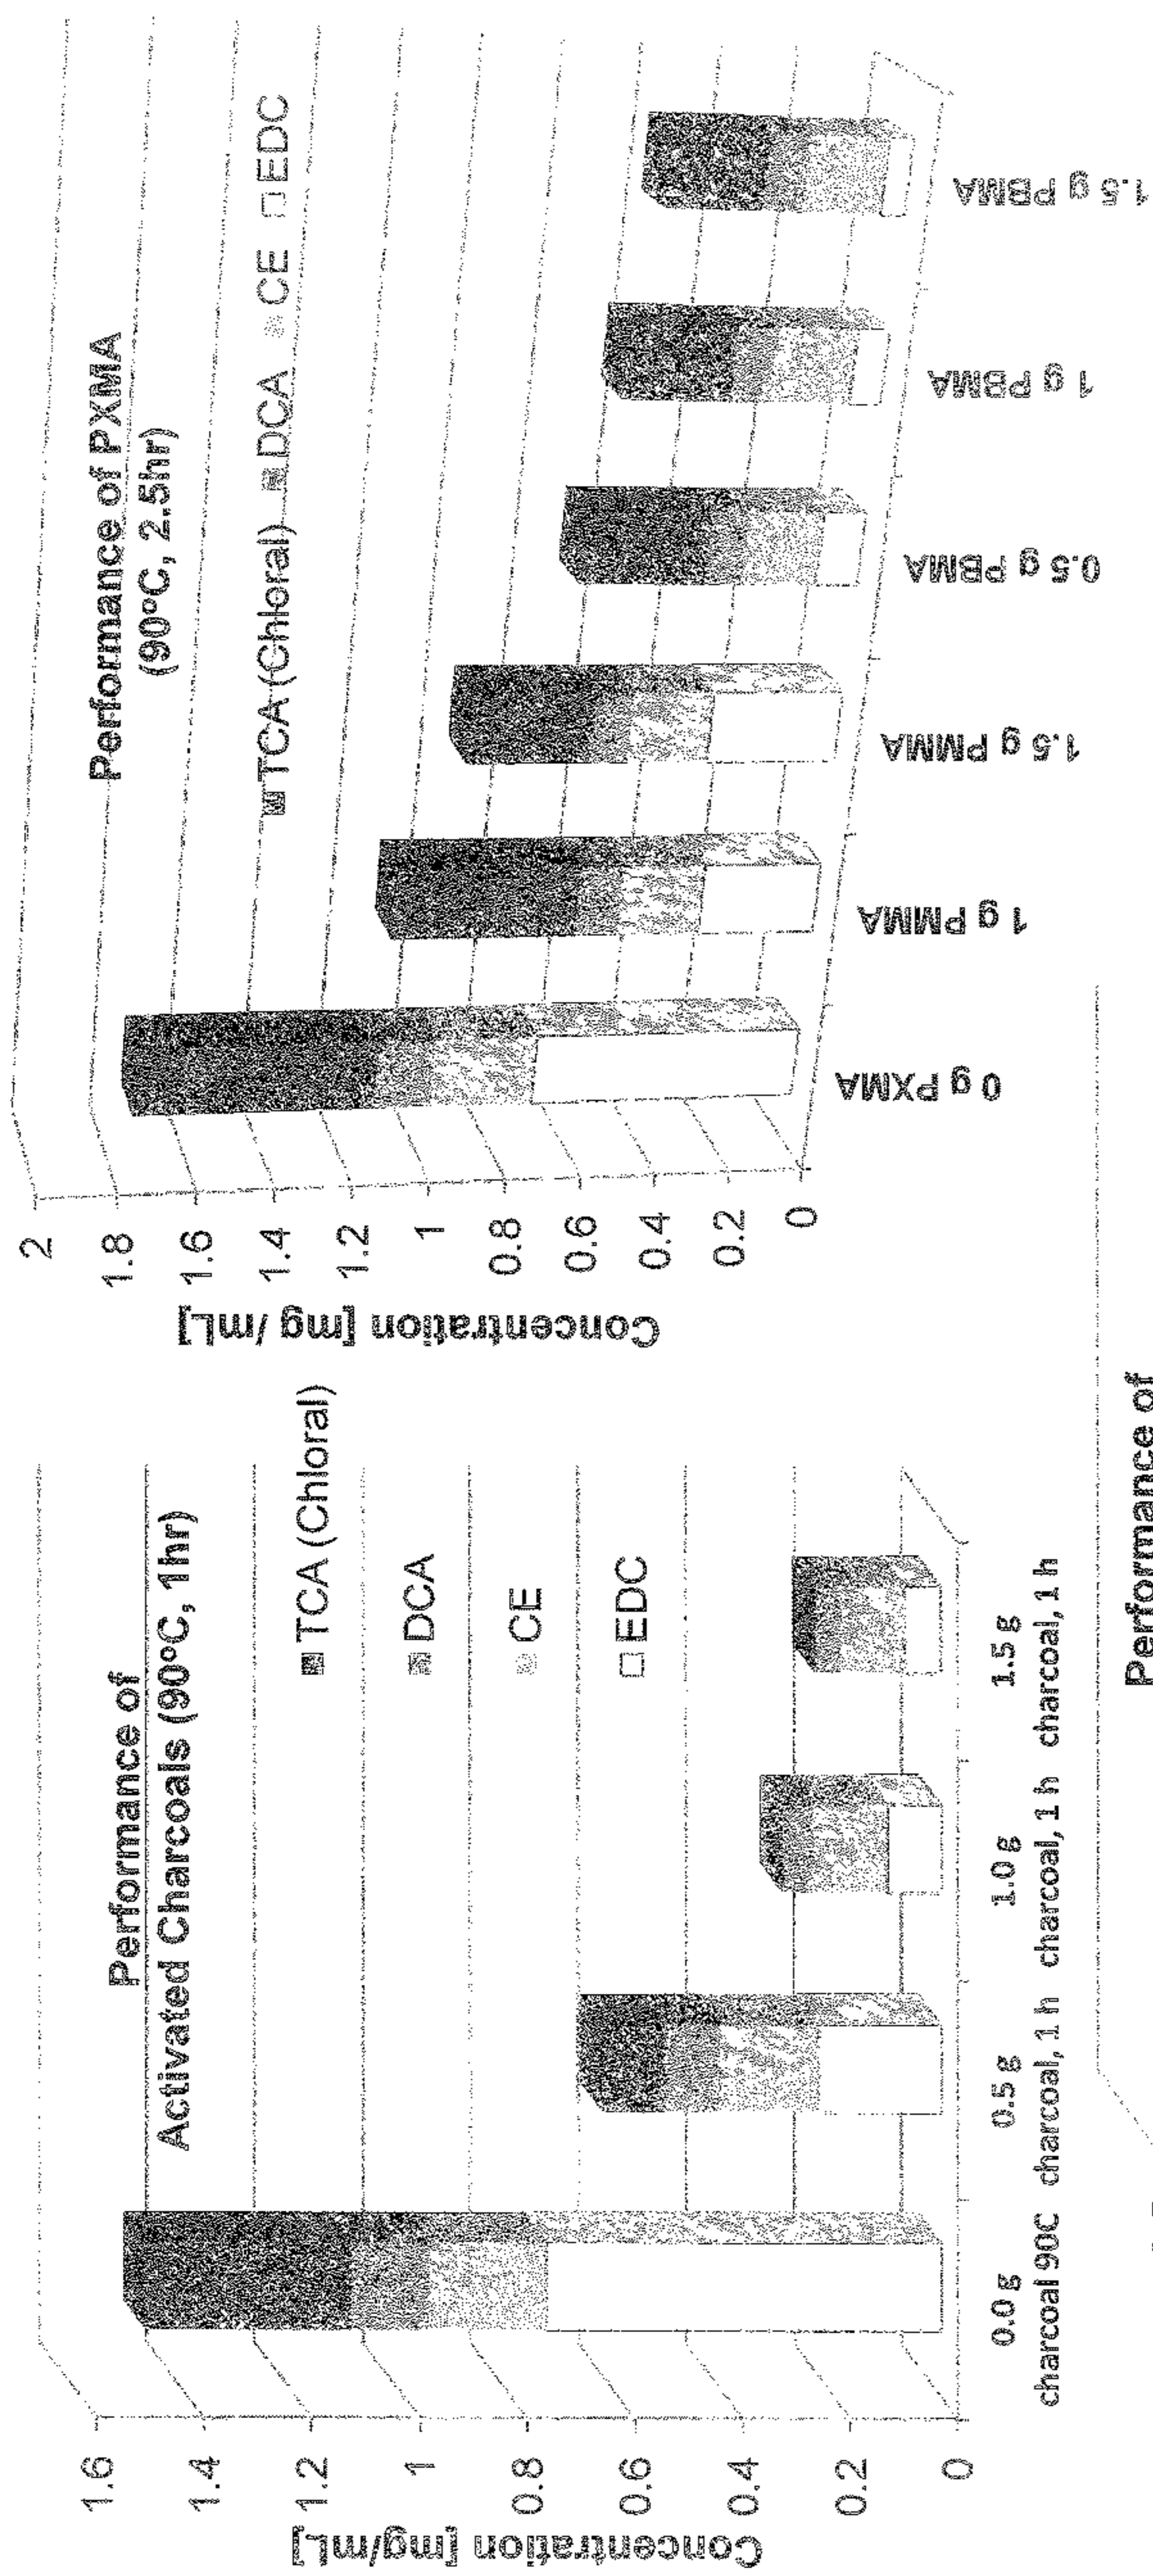 Performance of
Activated Charcoals (90ºC, 1hr)
TCA (Chloral)
DCA
CE
EDC
Concentration [mg/mL]
1.6
1.4
1.2
1
0.8
0.6
0.4
0.2
0
0.0 g
charcoal 90C
0.5 g
charcoal, 1 h
1.0 g
charcoal, 1 h
1.5 g
charcoal, 1 h
Performance of PXMA
(90ºC, 2.5hr)
TCA (Chloral) DCA CE EDC
Concentration [mg/mL]
2
1.8
1.6
1.4
1.2
1
0.8
0.6
0.4
0.2
0
0 g PXMA
1 g PMMA
1.5 g PMMA
0.5 g PBMA
1 g PBMA
1.5 g PBMA
Performance of